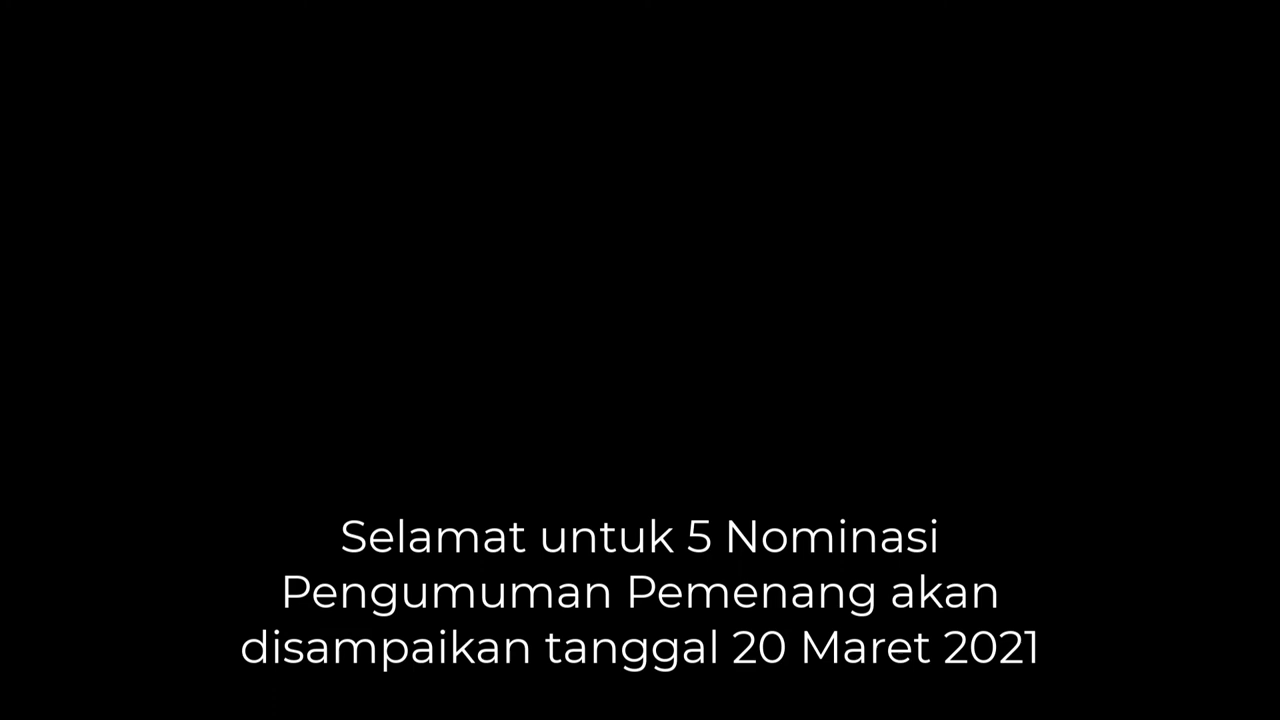 Selamat untuk 5 Nominasi
Pengumuman Pemenang akan
disampaikan tanggal 20 Maret 2021